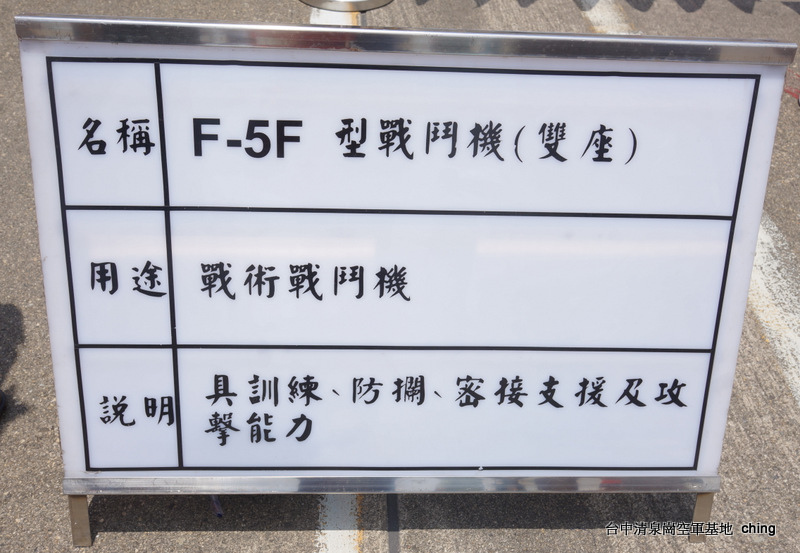 名稱 F-5F 型戰鬥機(雙座)
用途 戰術戰鬥機
說明 具訓練、防攔、密接支援及攻
擊能力
台中清泉崗空軍基地 ching